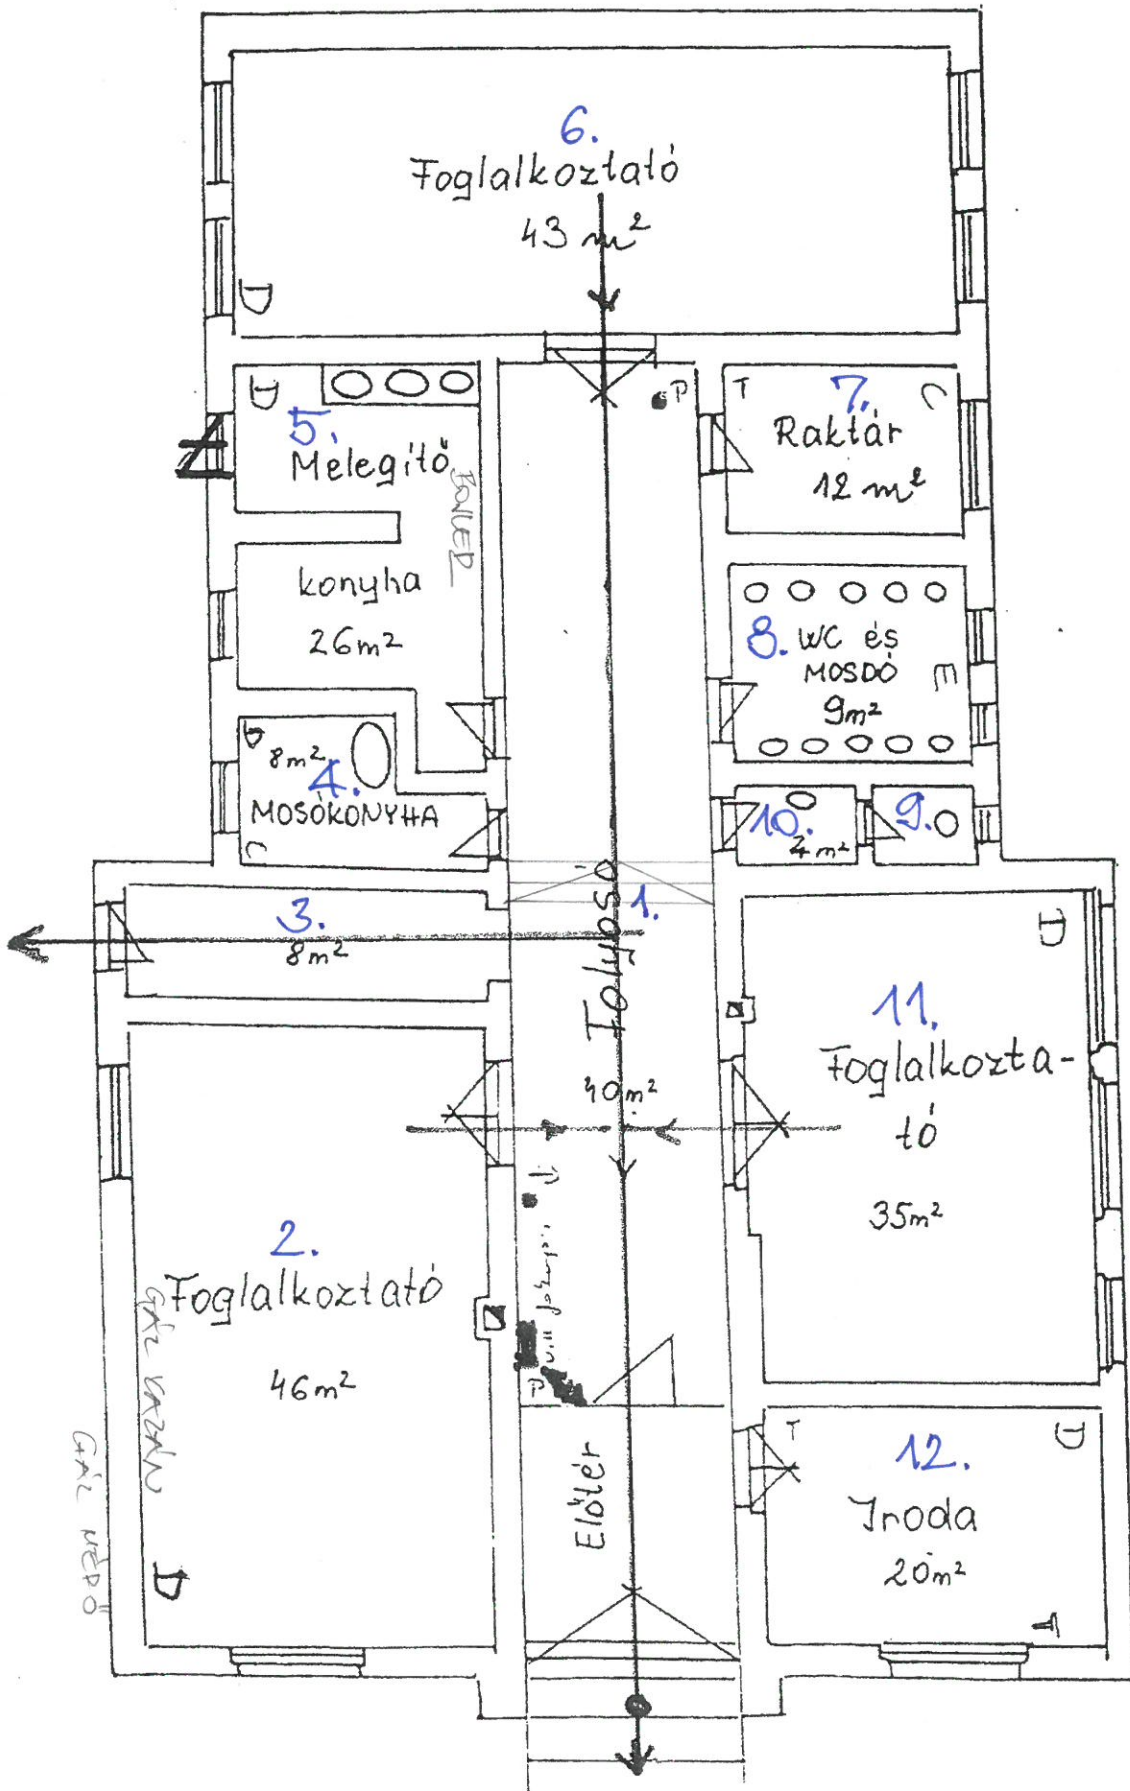 6.
Foglalkoztató
43 m²
D
D
5.
Melegítő
BOJLER
konyha
26m²
P
T
7.
C
Raktár
12 m²
8. WC és
MOSDÓ
E
9m²
8m²
4.
MOSÓKONYHA
C
10.
9.
3.
8m²
1.
Folyosó
40m²
D
11.
Foglalkozta-
tó
35m²
2.
Foglalkoztató
46m²
GÁZ KAZÁN
GÁZ MÉRŐ
D
P
Előtér
T
D
12.
Iroda
20m²
T